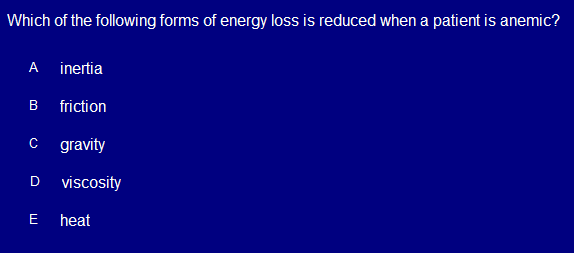 Which of the following forms of energy loss is reduced when a patient is anemic?
A inertia
B friction
C gravity
D viscosity
E heat